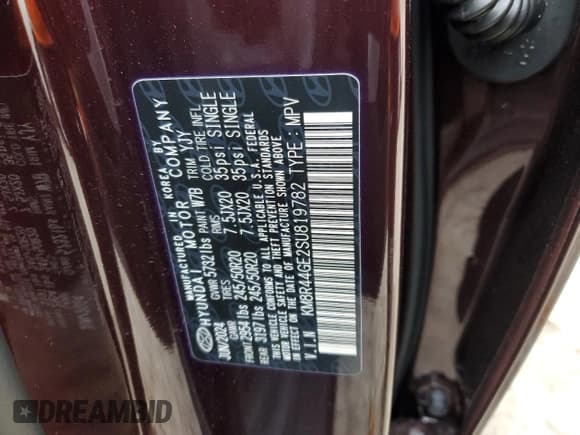 MANUFACTURED IN KOREA BY
HYUNDAI MOTOR COMPANY
JUN/2024 GVWR 5732 lbs PAINT W7B TRIM YJY
GAWR TIRES RIMS COLD TIRE INFL
FRONT 2954 lbs 245/50R20 7.5JX20 35psi SINGLE
REAR 3197 lbs 245/50R20 7.5JX20 35psi SINGLE
THIS VEHICLE CONFORMS TO ALL APPLICABLE U.S.A. FEDERAL
MOTOR VEHICLE SAFETY AND THEFT PREVENTION STANDARDS
IN EFFECT ON THE DATE OF MANUFACTURE SHOWN ABOVE.
V.I.N : KM8R44GE2SU819782 TYPE : MPV
DREAMBID